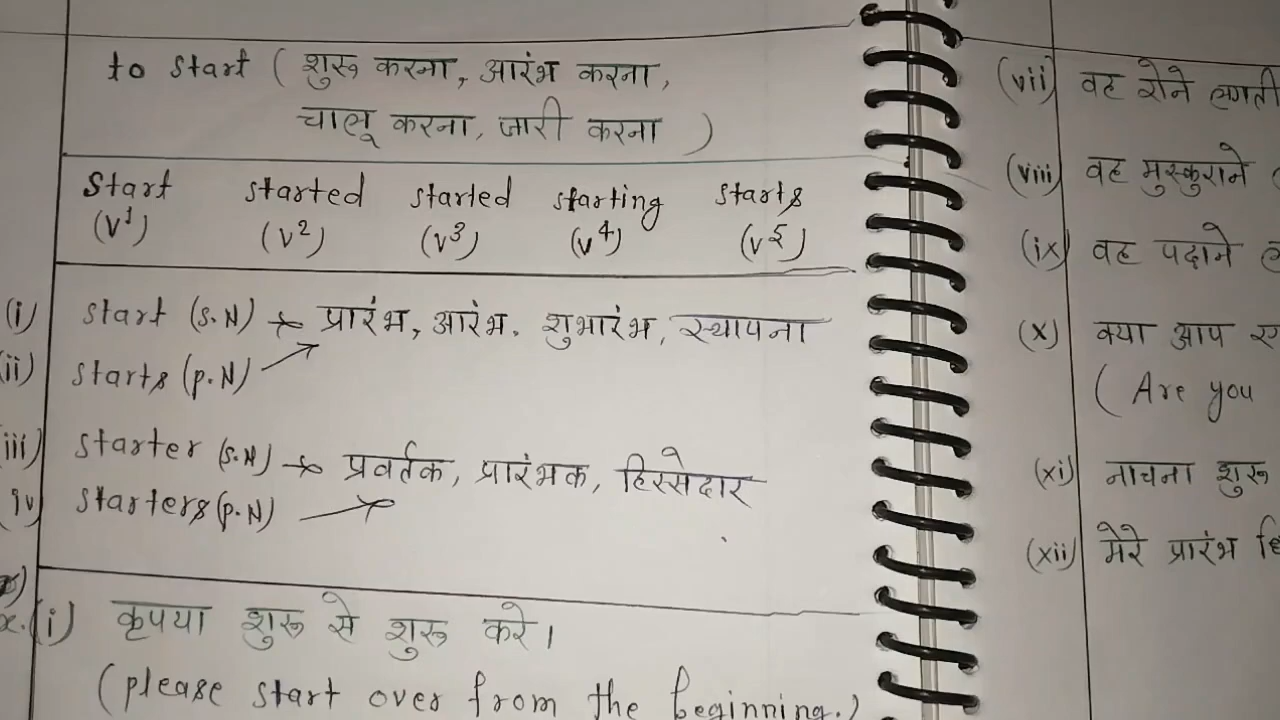 to start ( शुरू करना, आरंभ करना,
चालू करना, जारी करना )
Start started started starting starts
(V1) (V2) (V3) (V4) (V5)
(i) start (S.N) → प्रारंभ, आरंभ. शुभारंभ, स्थापना
(ii) starts (p.N)
(iii) starter (S.N) → प्रवर्तक, प्रारंभक, हिस्सेदार
iv) starters (p.N)
(i) कृपया शुरू से शुरू करे।
(please start over from the beginning.)
(vii) वह रोने लगती
(viii) वह मुस्कुराने
(ix) वह पढाने
(x) क्या आप
( Are you
(xi) नाचना शुरू
(xii) मेरे प्रारंभ